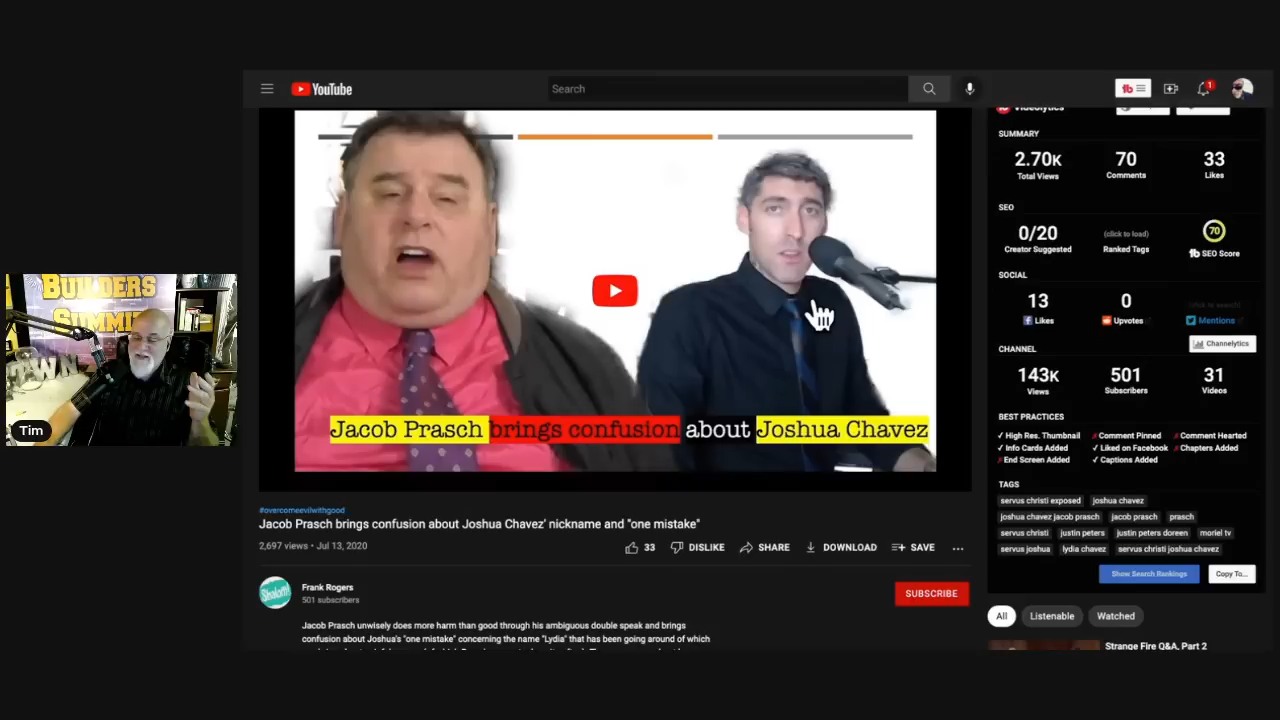 YouTube
Search
1
Videolytics
SUMMARY
2.70K
Total Views
70
Comments
33
Likes
SEO
0/20
Creator Suggested
(click to load)
Ranked Tags
70
tb SEO Score
SOCIAL
13
Likes
0
Upvotes
(click to search)
Mentions
Channelytics
CHANNEL
143K
Views
501
Subscribers
31
Videos
BEST PRACTICES
✓ High Res. Thumbnail
✗ Comment Pinned
✗ Comment Hearted
✓ Info Cards Added
✓ Liked on Facebook
✗ Chapters Added
✗ End Screen Added
✓ Captions Added
TAGS
servus christi exposed
joshua chavez
joshua chavez jacob prasch
jacob prasch
prasch
servus christi
justin peters
justin peters doreen
moriel tv
servus joshua
lydia chavez
servus christi joshua chavez
Show Search Rankings
Copy To...
All
Listenable
Watched
Strange Fire Q&A, Part 2
Jacob Prasch brings confusion about Joshua Chavez
#overcomeevilwithgood
Jacob Prasch brings confusion about Joshua Chavez' nickname and "one mistake"
2,697 views • Jul 13, 2020
33
DISLIKE
SHARE
DOWNLOAD
SAVE
Shalom!
Frank Rogers
501 subscribers
SUBSCRIBE
Jacob Prasch unwisely does more harm than good through his ambiguous double speak and brings
confusion about Joshua's "one mistake" concerning the name "Lydia" that has been going around of which
BUILDERS
SUMMIT
Tim